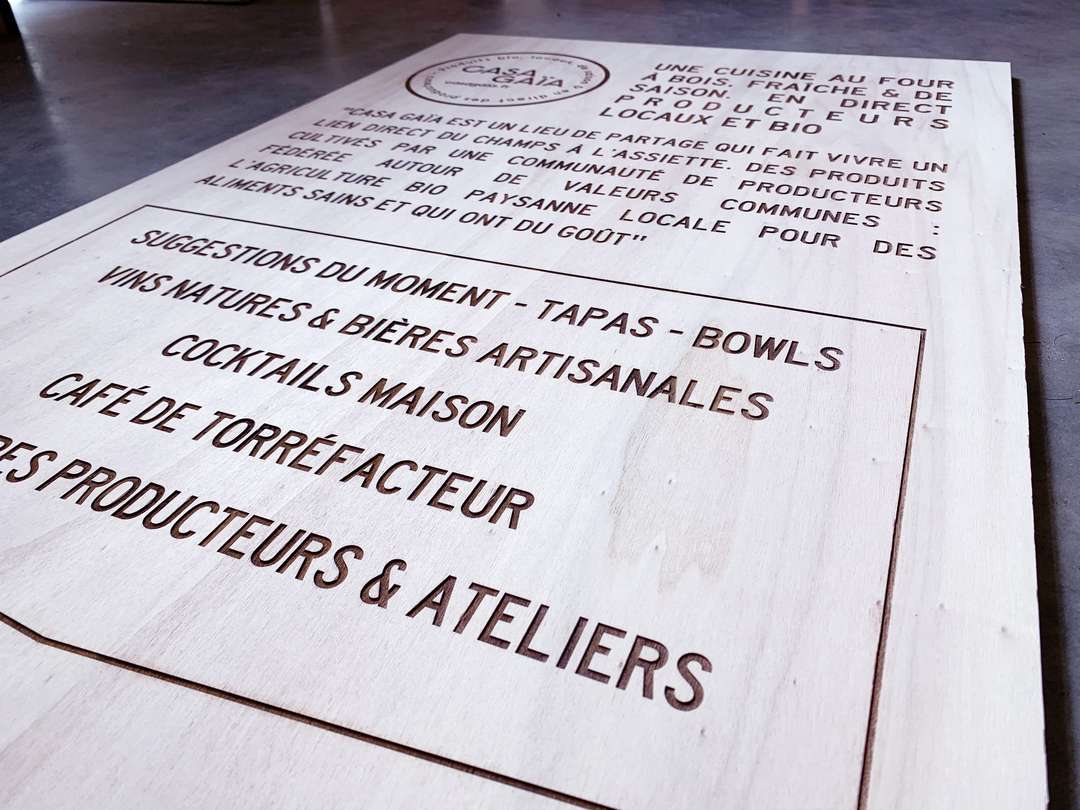 CASA
GAÏA
UNE CUISINE AU FOUR
À BOIS, FRAÎCHE & DE
SAISON, EN DIRECT
PRODUCTEURS
LOCAUX ET BIO
"CASA GAÏA EST UN LIEU DE PARTAGE QUI FAIT VIVRE UN
LIEN DIRECT DU CHAMPS À L'ASSIETTE. DES PRODUITS
CULTIVÉS PAR UNE COMMUNAUTÉ DE PRODUCTEURS
FÉDÉRÉE AUTOUR DE VALEURS COMMUNES :
L'AGRICULTURE BIO PAYSANNE LOCALE POUR DES
ALIMENTS SAINS ET QUI ONT DU GOÛT"
SUGGESTIONS DU MOMENT - TAPAS - BOWLS
VINS NATURES & BIÈRES ARTISANALES
COCKTAILS MAISON
CAFÉ DE TORRÉFACTEUR
RES PRODUCTEURS & ATELIERS